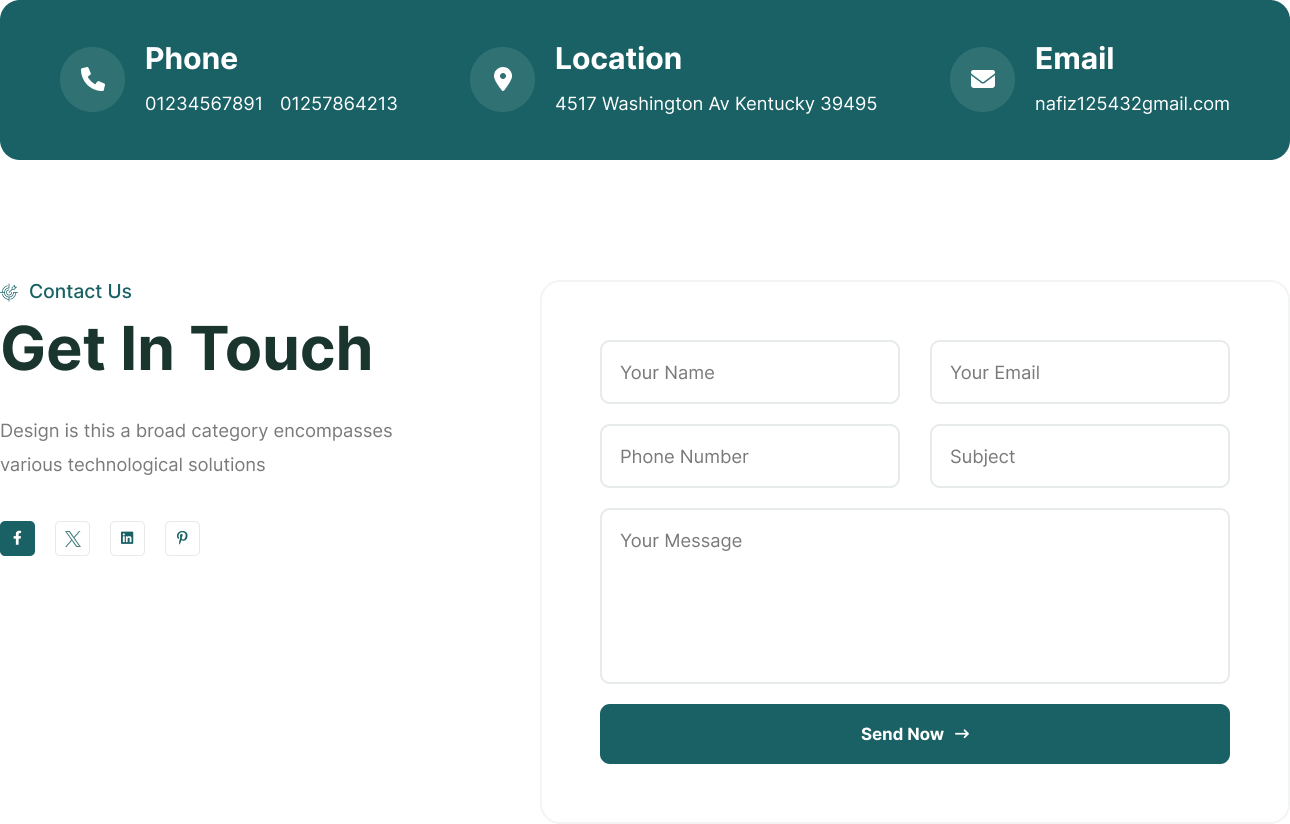 Phone
01234567891 01257864213
Location
4517 Washington Av Kentucky 39495
Email
nafiz125432gmail.com
Contact Us
Get In Touch
Design is this a broad category encompasses
various technological solutions
Your Name
Your Email
Phone Number
Subject
Your Message
Send Now →